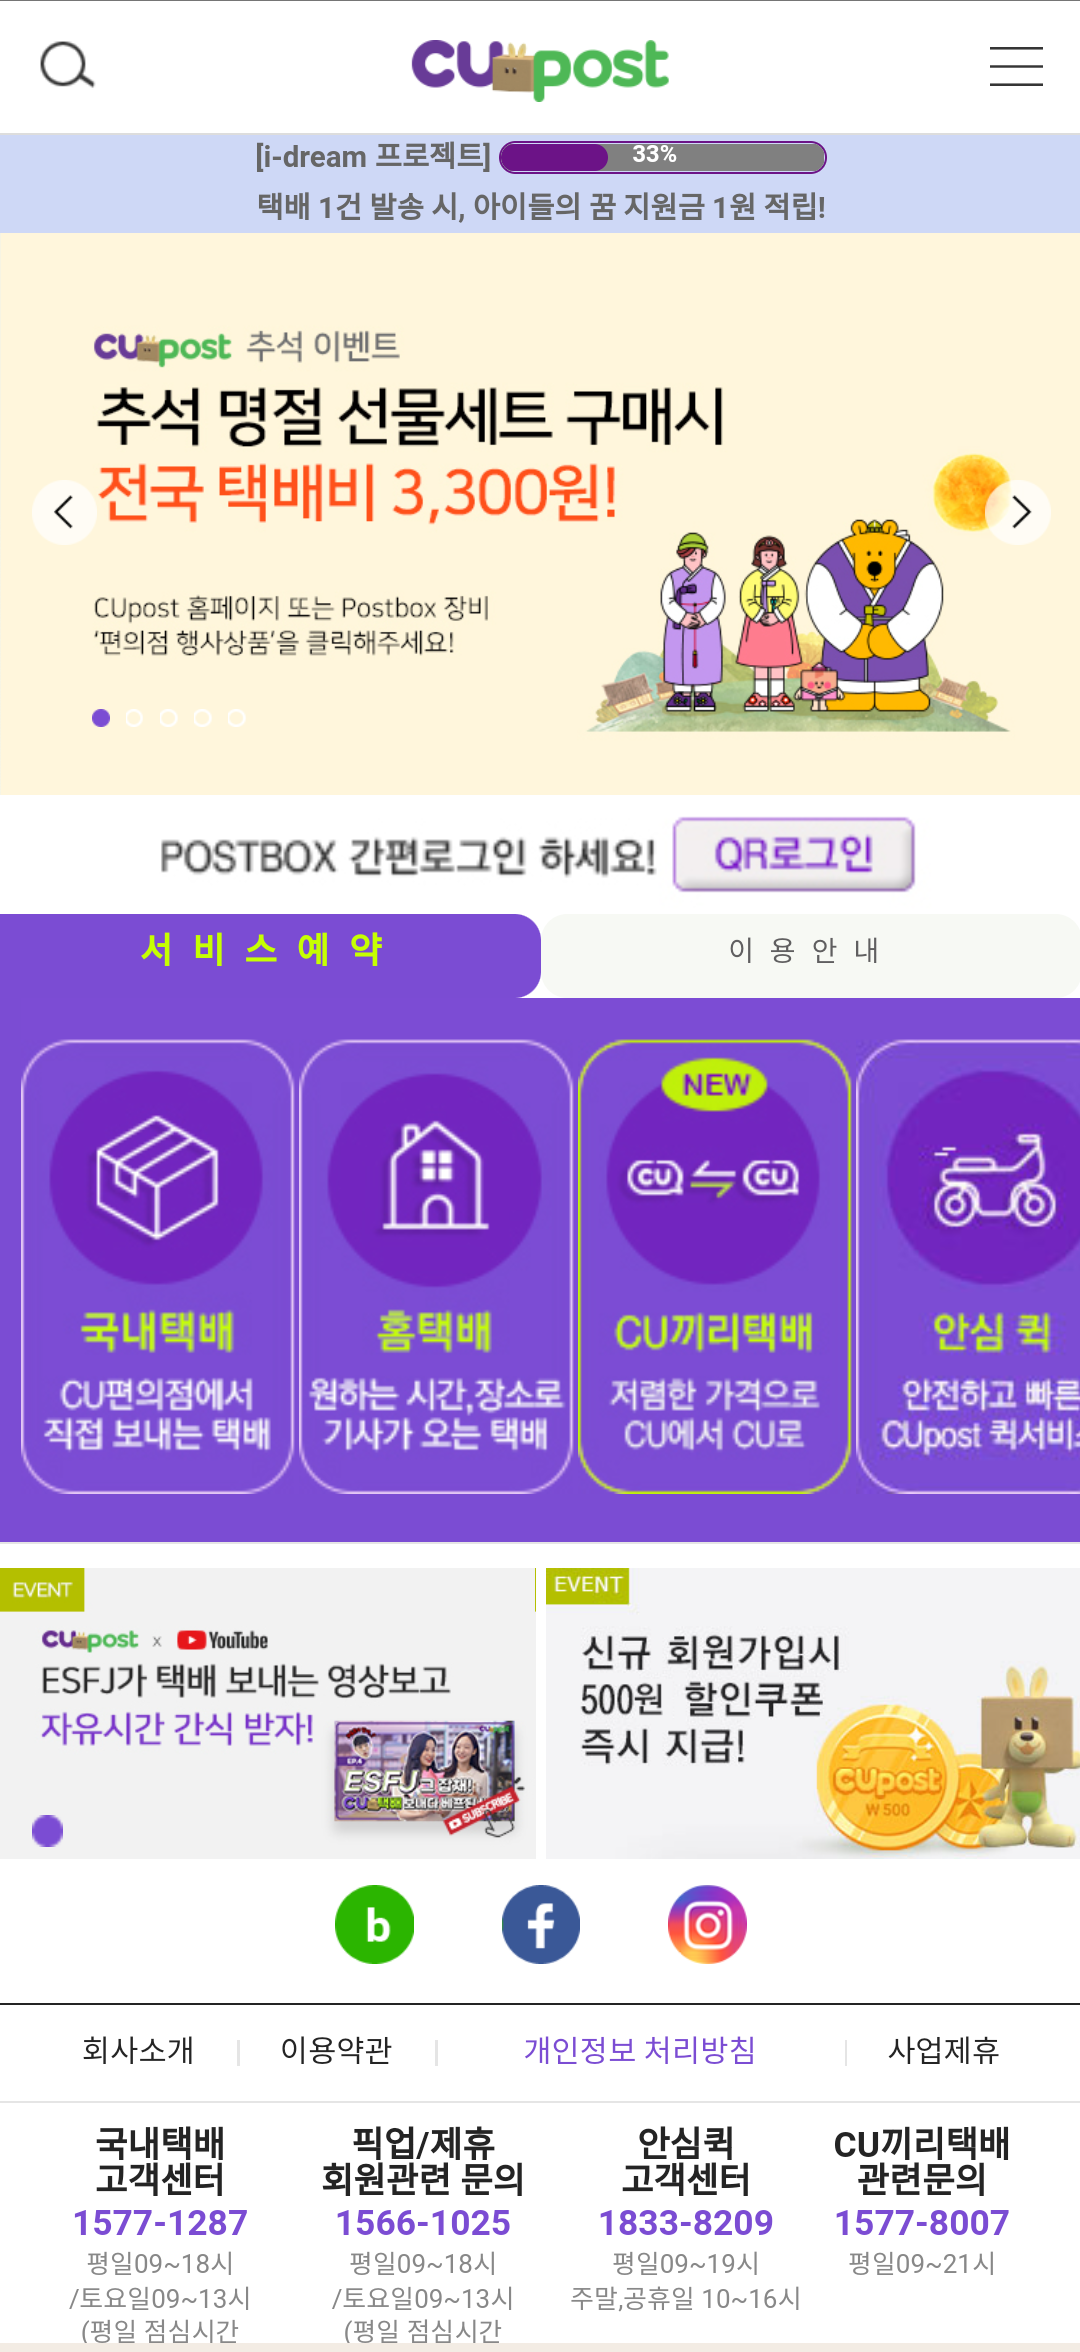 CUpost
[i-dream 프로젝트] 33%
택배 1건 발송 시, 아이들의 꿈 지원금 1원 적립!
CUpost 추석 이벤트
추석 명절 선물세트 구매시
전국 택배비 3,300원!
CUpost 홈페이지 또는 Postbox 장비
'편의점 행사상품'을 클릭해주세요!
POSTBOX 간편로그인 하세요! QR로그인
서비스예약
이용안내
NEW
CU CU
국내택배
CU편의점에서
직접 보내는 택배
홈택배
원하는 시간,장소로
기사가 오는 택배
CU끼리택배
저렴한 가격으로
CU에서 CU로
안심 퀵
안전하고 빠른
CUpost 퀵서비
EVENT
CUpost x YouTube
ESFJ가 택배 보내는 영상보고
자유시간 간식 받자!
EP.4
ESFJ그 잡채!
CU택배보내다 베프진
SUBSCRIBE
EVENT
신규 회원가입시
500원 할인쿠폰
즉시 지급!
CUpost
₩500
b f
회사소개
이용약관
개인정보 처리방침
사업제휴
국내택배
고객센터
1577-1287
평일09~18시
/토요일09~13시
(평일 점심시간
픽업/제휴
회원관련 문의
1566-1025
평일09~18시
/토요일09~13시
(평일 점심시간
안심퀵
고객센터
1833-8209
평일09~19시
주말,공휴일 10~16시
CU끼리택배
관련문의
1577-8007
평일09~21시